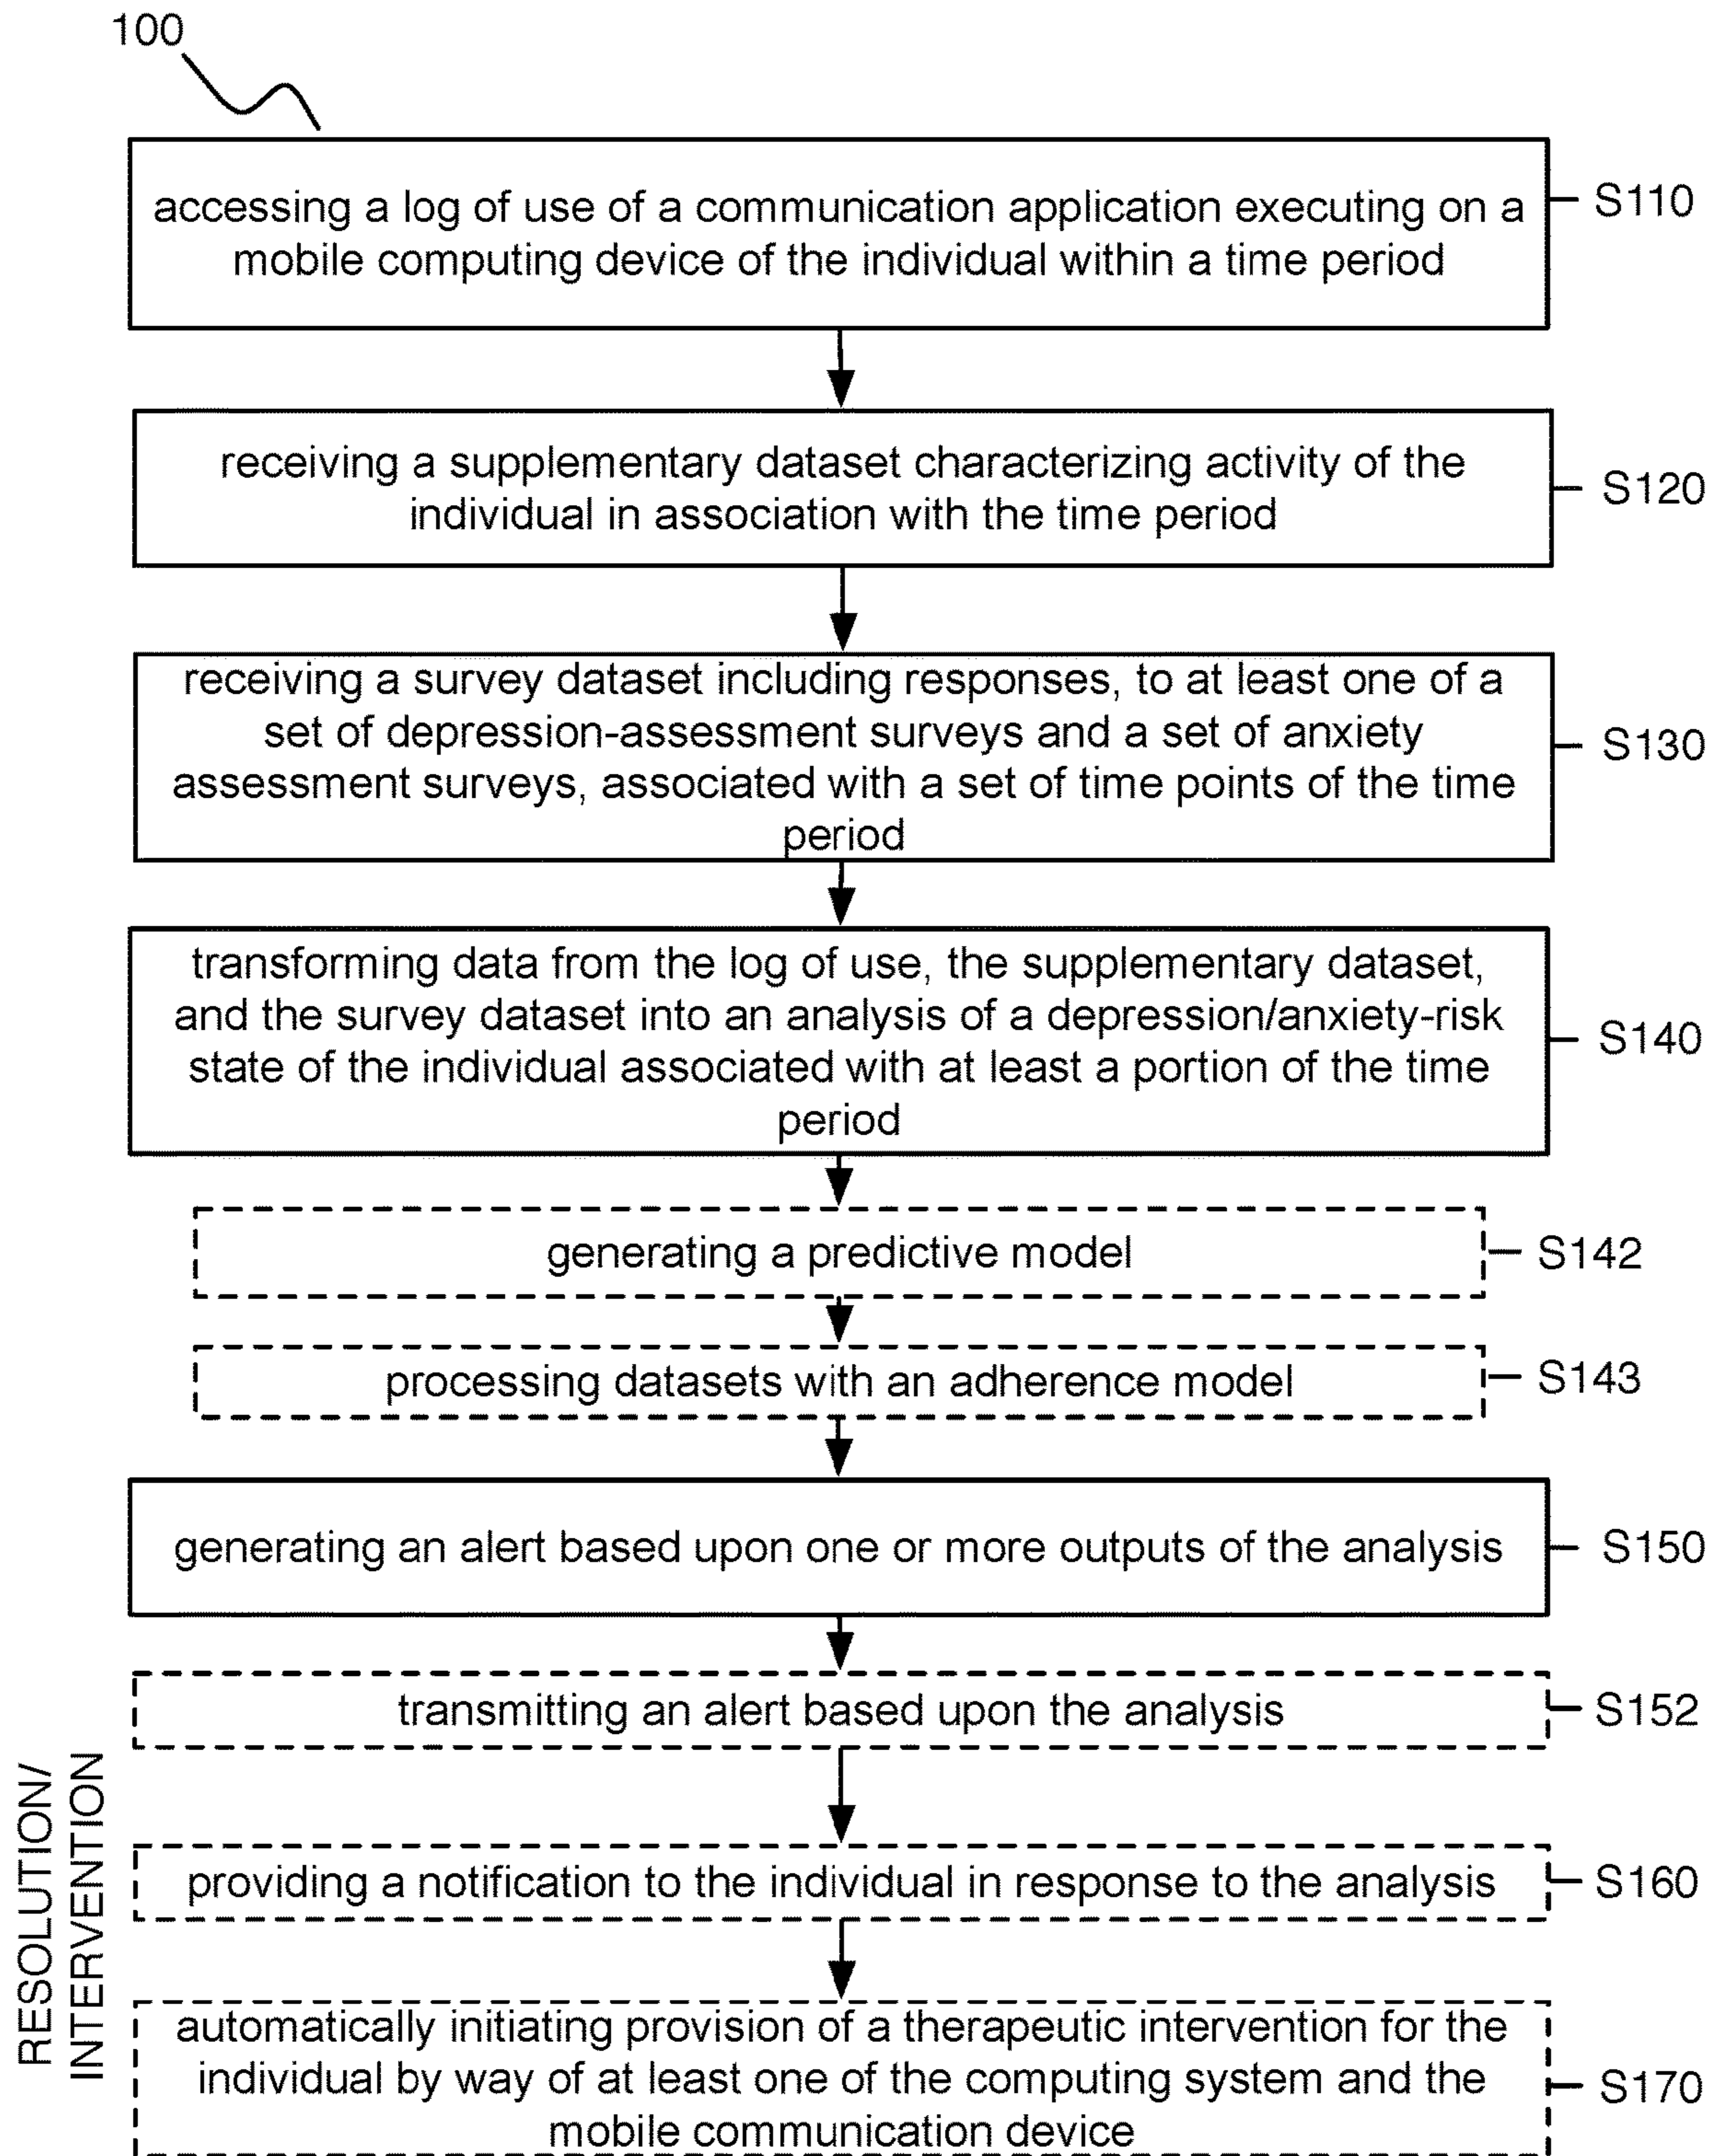 100
accessing a log of use of a communication application executing on a
mobile computing device of the individual within a time period
S110
receiving a supplementary dataset characterizing activity of the
individual in association with the time period
S120
receiving a survey dataset including responses, to at least one of a
set of depression-assessment surveys and a set of anxiety
assessment surveys, associated with a set of time points of the time
period
S130
transforming data from the log of use, the supplementary dataset,
and the survey dataset into an analysis of a depression/anxiety-risk
state of the individual associated with at least a portion of the time
period
S140
generating a predictive model
S142
processing datasets with an adherence model
S143
generating an alert based upon one or more outputs of the analysis
S150
transmitting an alert based upon the analysis
S152
RESOLUTION/
INTERVENTION
providing a notification to the individual in response to the analysis
S160
automatically initiating provision of a therapeutic intervention for the
individual by way of at least one of the computing system and the
mobile communication device
S170